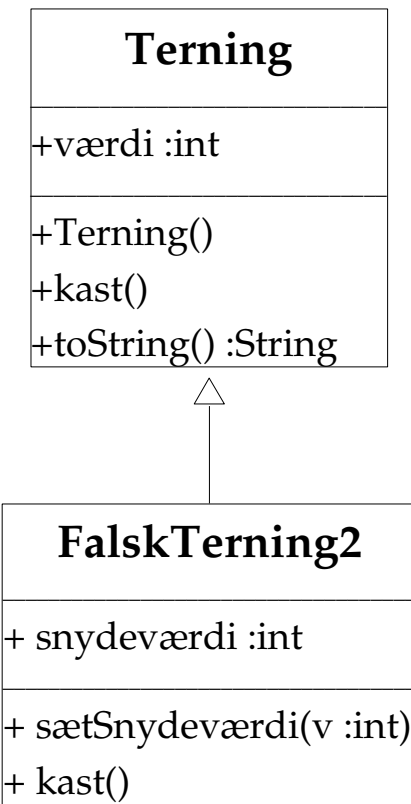 Terning
+værdi :int
+Terning()
+kast()
+toString() :String
FalskTerning2
+ snydeværdi :int
+ sætSnydeværdi(v :int)
+ kast()